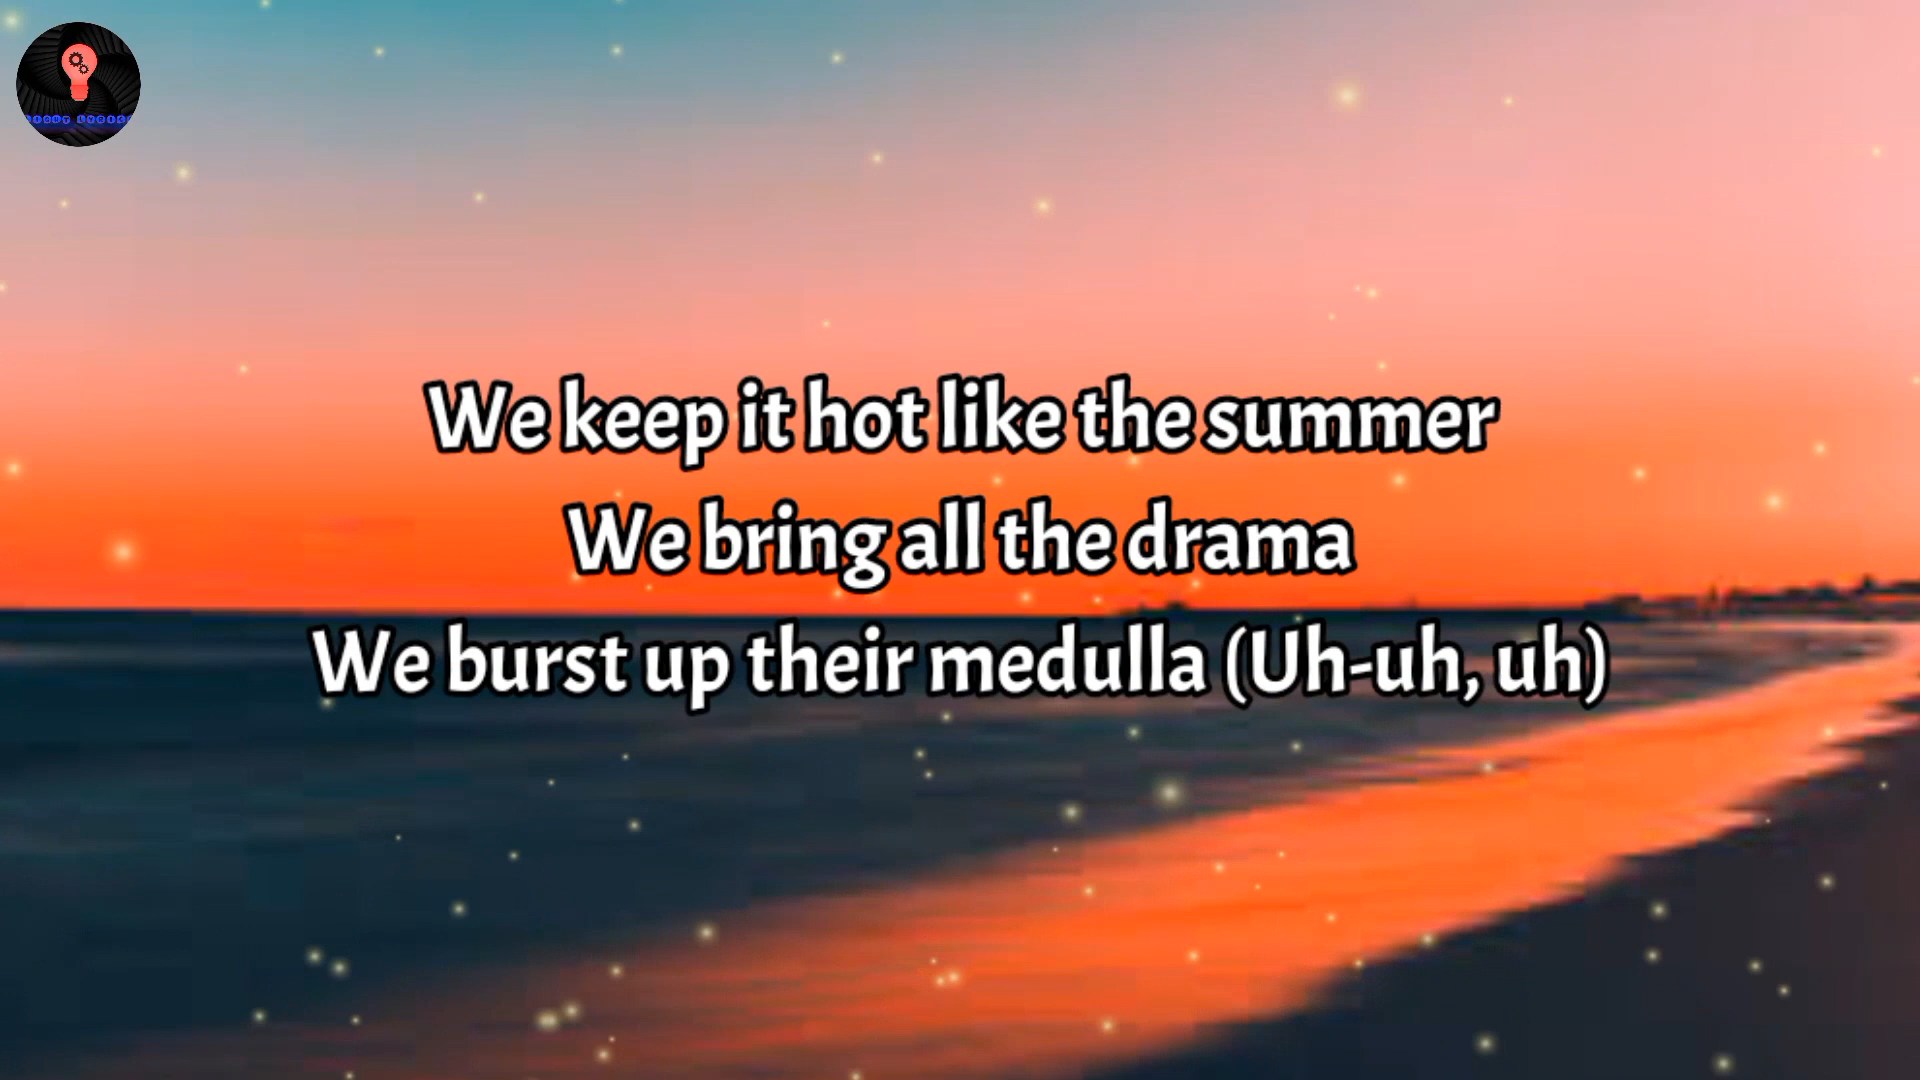 We keep it hot like the summer
We bring all the drama
We burst up their medulla (Uh-uh, uh)